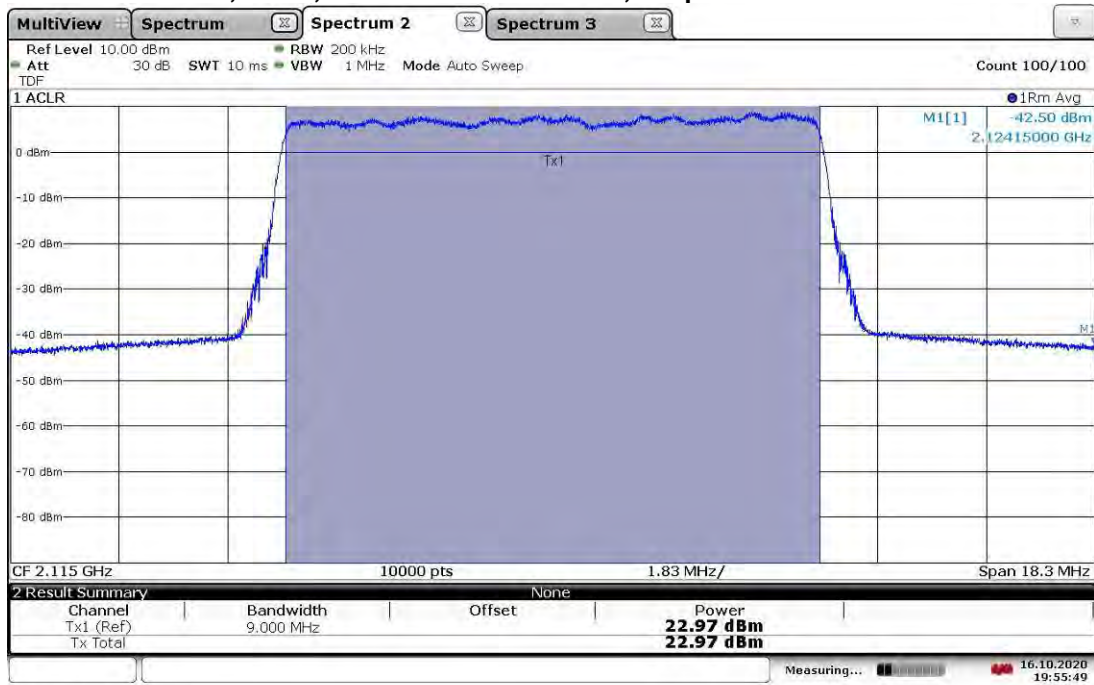 MultiView Spectrum Spectrum 2 Spectrum 3
Ref Level 10.00 dBm RBW 200 kHz
Att 30 dB SWT 10 ms VBW 1 MHz Mode Auto Sweep Count 100/100
TDF
1 ACLR 1Rm Avg
M1[1] -42.50 dBm
2.12415000 GHz
0 dBm
Tx1
-10 dBm
-20 dBm
-30 dBm
-40 dBm
M1
-50 dBm
-60 dBm
-70 dBm
-80 dBm
CF 2.115 GHz 10000 pts 1.83 MHz/ Span 18.3 MHz
2 Result Summary None
Channel Bandwidth Offset Power
Tx1 (Ref) 9.000 MHz 22.97 dBm
Tx Total 22.97 dBm
Measuring... 16.10.2020
19:55:49